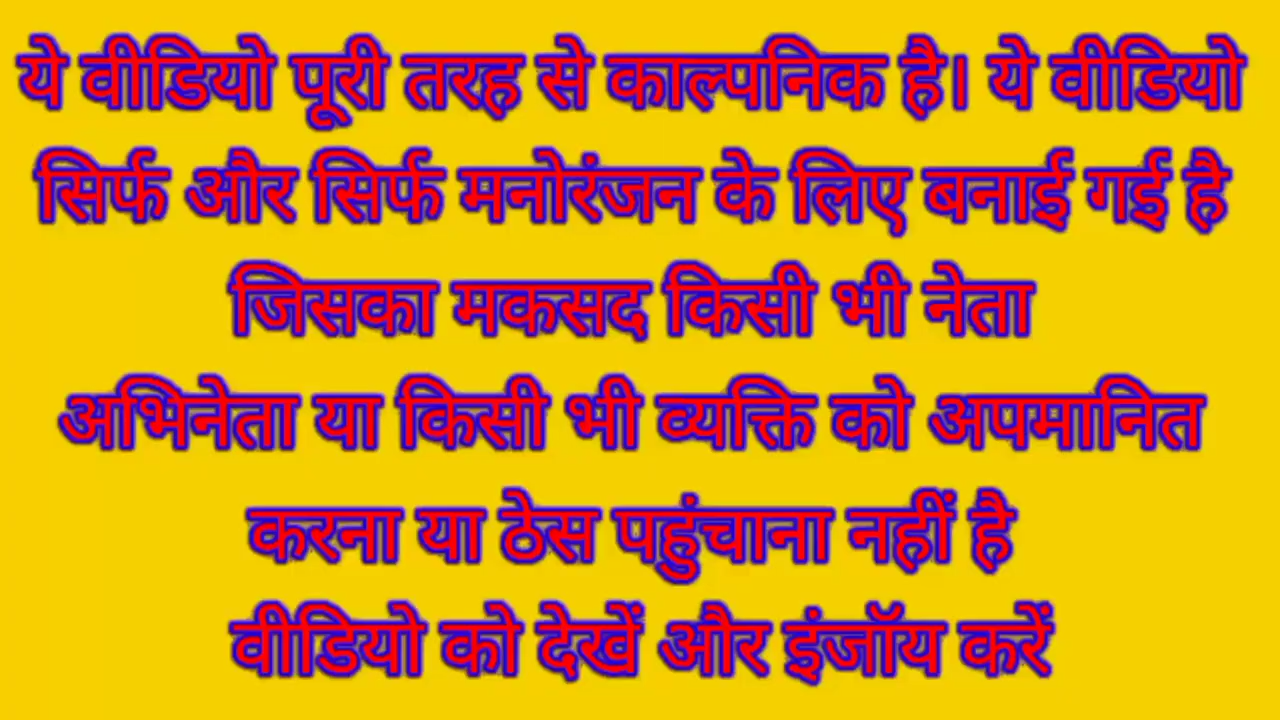 ये वीडियो पूरी तरह से काल्पनिक है। ये वीडियो
सिर्फ और सिर्फ मनोरंजन के लिए बनाई गई है
जिसका मकसद किसी भी नेता
अभिनेता या किसी भी व्यक्ति को अपमानित
करना या ठेस पहुंचाना नहीं है
वीडियो को देखें और इंजॉय करें